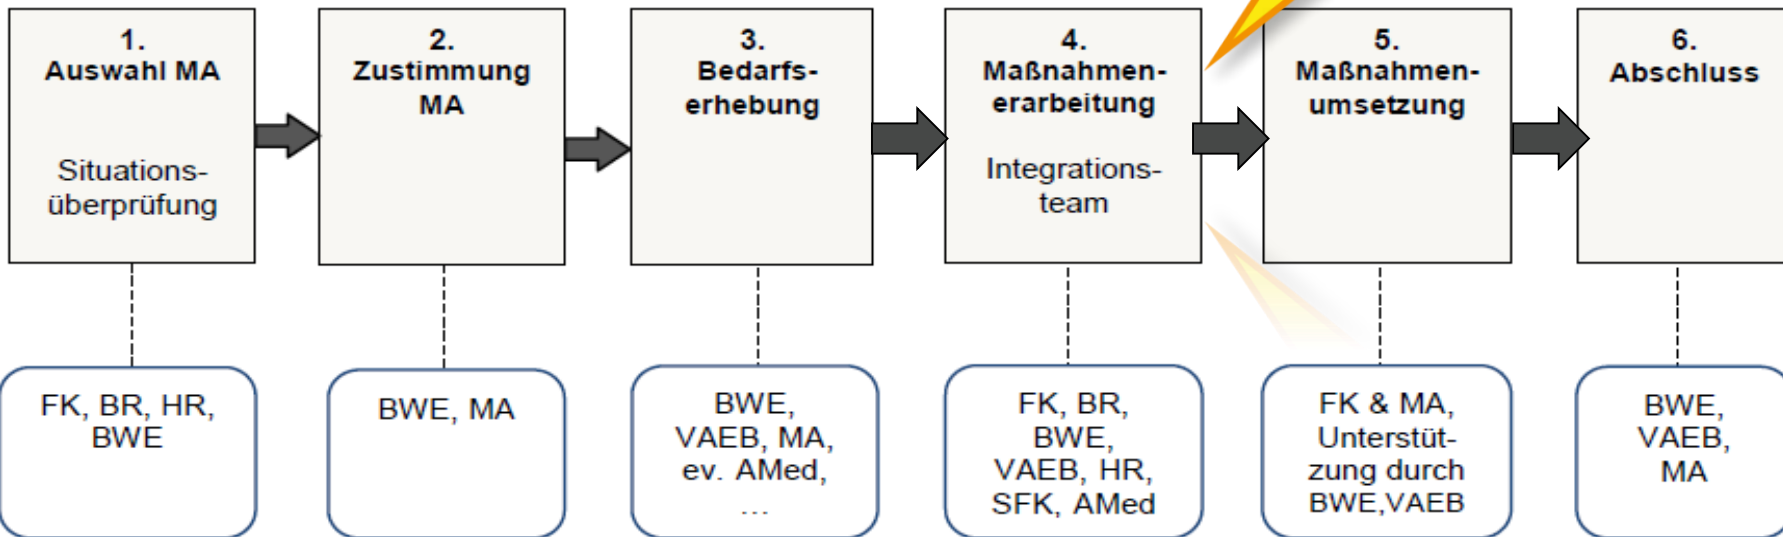 1.
Auswahl MA
Situations-
überprüfung
2.
Zustimmung
MA
3.
Bedarfs-
erhebung
4.
Maßnahmen-
erarbeitung
Integrations-
team
5.
Maßnahmen-
umsetzung
6.
Abschluss
FK, BR, HR,
BWE
BWE, MA
BWE,
VAEB, MA,
ev. AMed,
...
FK, BR,
BWE,
VAEB, HR,
SFK, AMed
FK & MA,
Unterstüt-
zung durch
BWE,VAEB
BWE,
VAEB,
MA